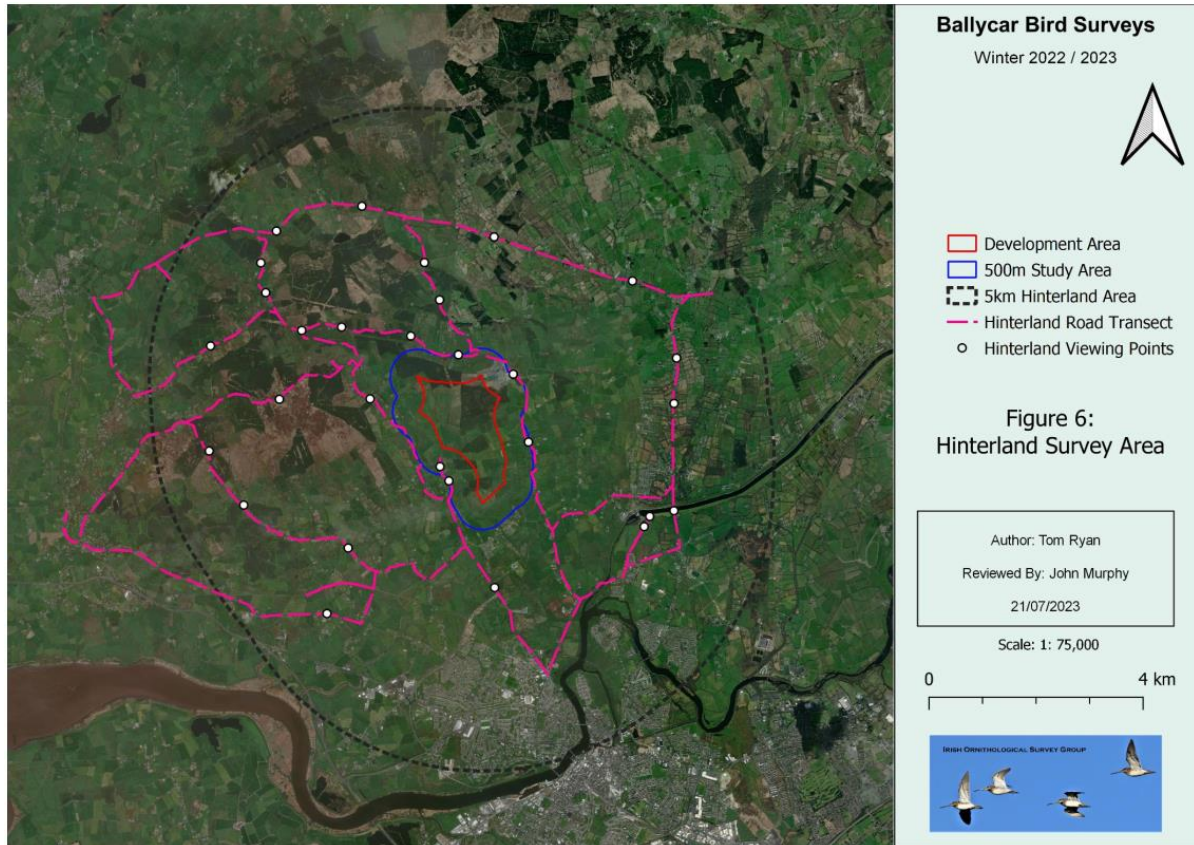 Ballycar Bird Surveys
Winter 2022 / 2023
Development Area
500m Study Area
5km Hinterland Area
Hinterland Road Transect
Hinterland Viewing Points
Figure 6:
Hinterland Survey Area
Author: Tom Ryan
Reviewed By: John Murphy
21/07/2023
Scale: 1: 75,000
0 4 km
IRISH ORNITHOLOGICAL SURVEY GROUP